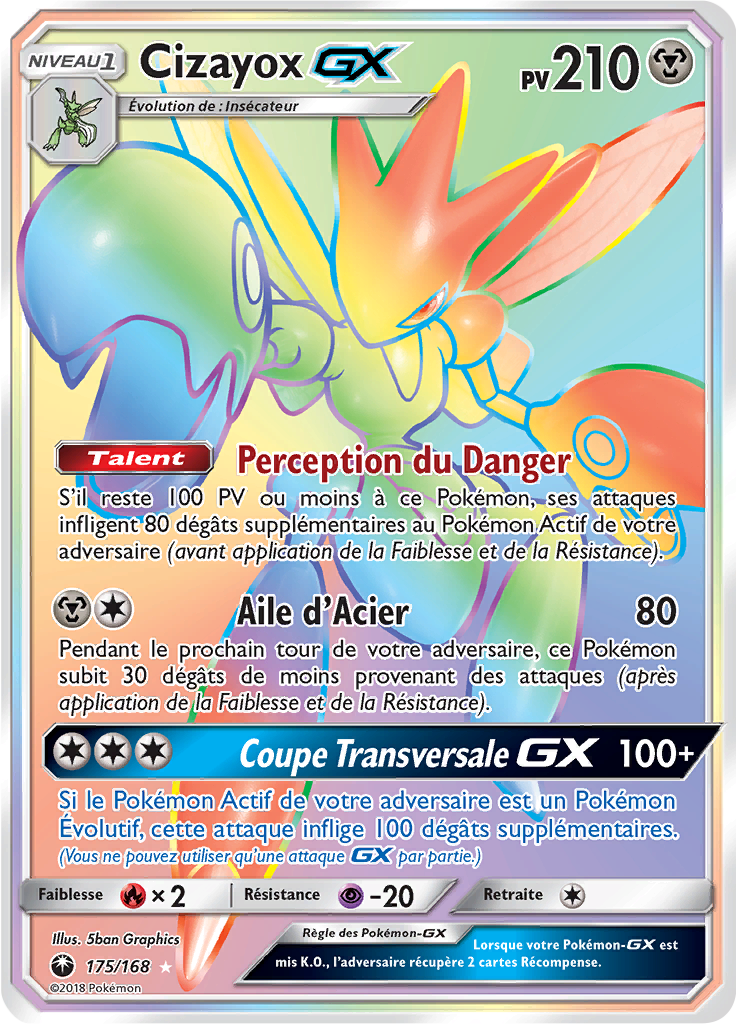 NIVEAU 1
Cizayox GX
PV 210
Évolution de : Insécateur
Talent Perception du Danger
S'il reste 100 PV ou moins à ce Pokémon, ses attaques
infligent 80 dégâts supplémentaires au Pokémon Actif de votre
adversaire (avant application de la Faiblesse et de la Résistance).
Aile d'Acier 80
Pendant le prochain tour de votre adversaire, ce Pokémon
subit 30 dégâts de moins provenant des attaques (après
application de la Faiblesse et de la Résistance).
Coupe Transversale GX 100+
Si le Pokémon Actif de votre adversaire est un Pokémon
Évolutif, cette attaque inflige 100 dégâts supplémentaires.
(Vous ne pouvez utiliser qu'une attaque GX par partie.)
Faiblesse ×2 Résistance -20 Retraite
Illus. 5ban Graphics
175/168
©2018 Pokémon
Règle des Pokémon-GX
Lorsque votre Pokémon-GX est
mis K.O., l'adversaire récupère 2 cartes Récompense.